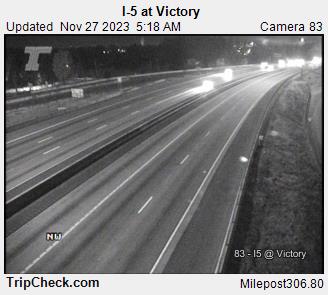 I-5 at Victory
Updated Nov 27 2023 5:18 AM Camera 83
T
NW
83 - I5 @ Victory
TripCheck.com Milepost306.80